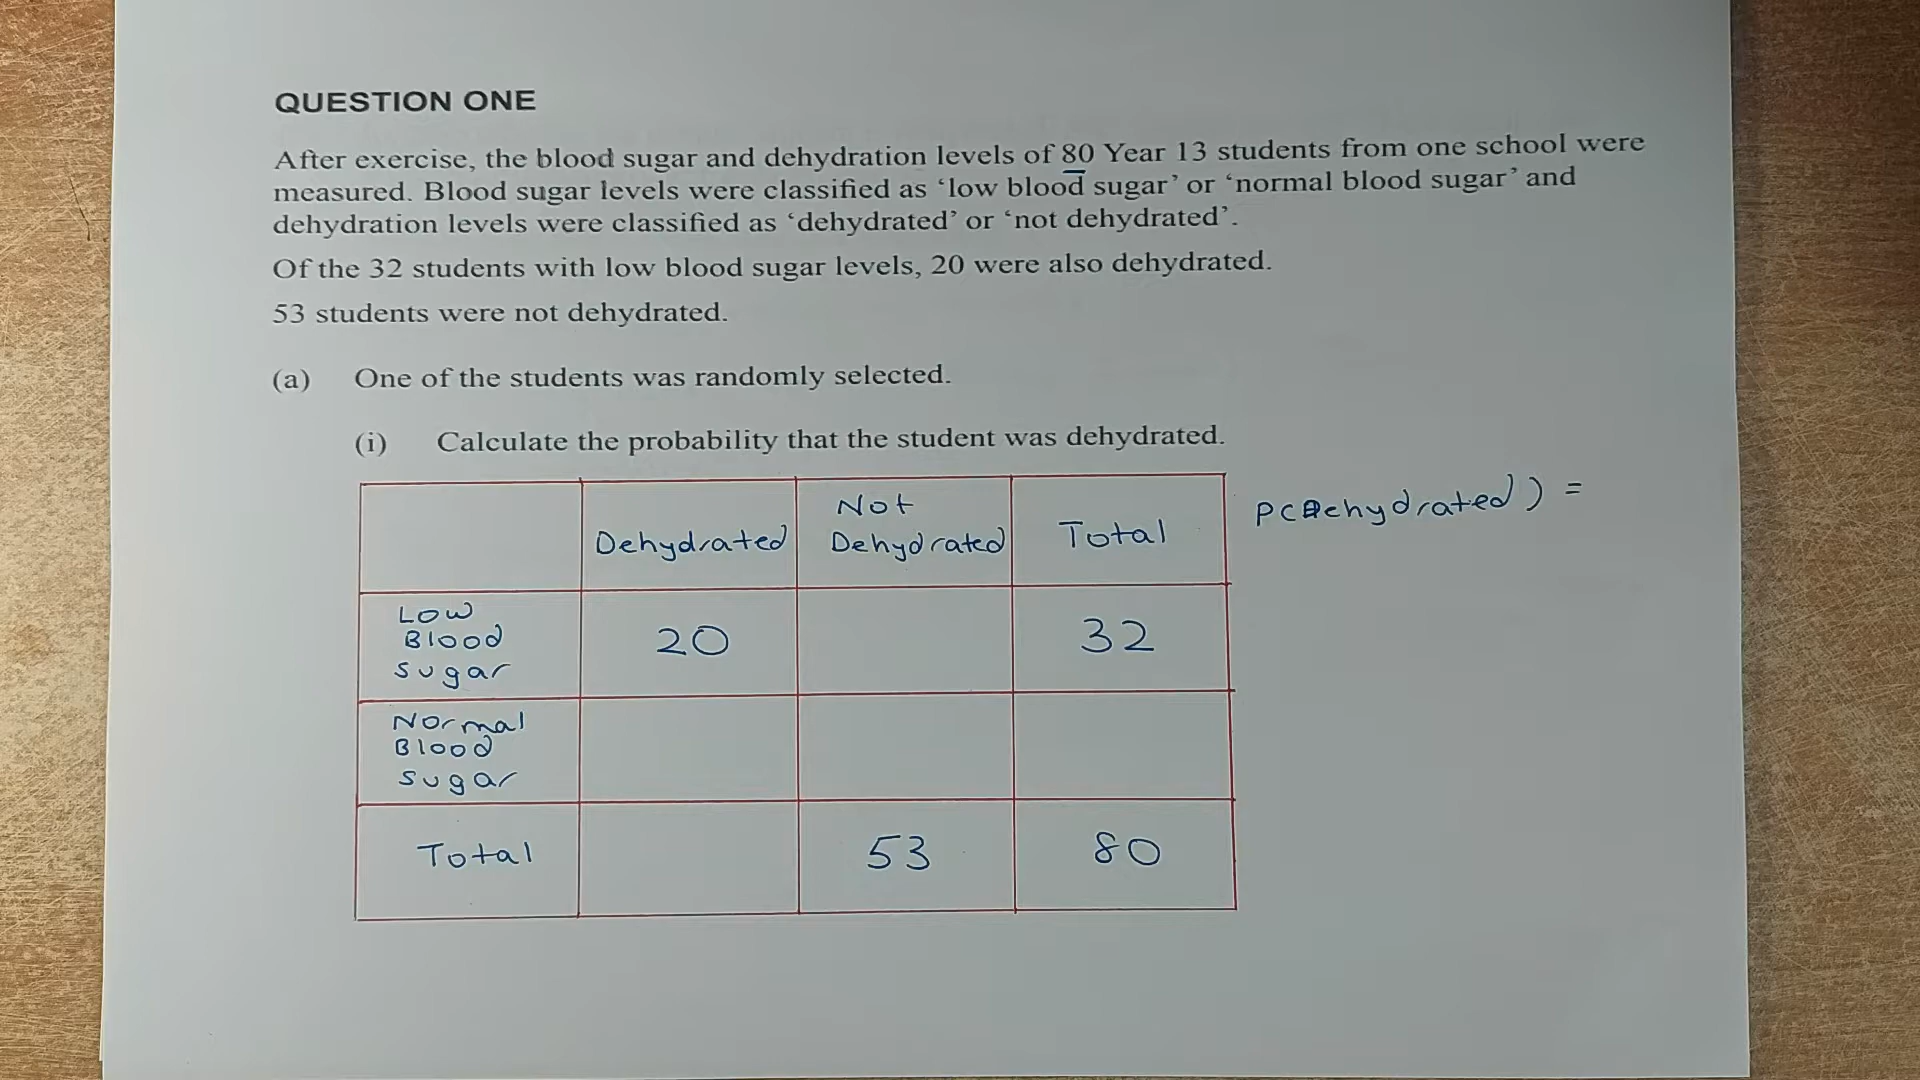 QUESTION ONE
After exercise, the blood sugar and dehydration levels of 80 Year 13 students from one school were
measured. Blood sugar levels were classified as ‘low blood sugar’ or ‘normal blood sugar’ and
dehydration levels were classified as ‘dehydrated’ or ‘not dehydrated’.
Of the 32 students with low blood sugar levels, 20 were also dehydrated.
53 students were not dehydrated.
(a) One of the students was randomly selected.
(i) Calculate the probability that the student was dehydrated.
Not
Dehydrated Dehydrated Total
P(Dehydrated) =
Low
Blood
Sugar
20 32
Normal
Blood
Sugar
Total 53 80